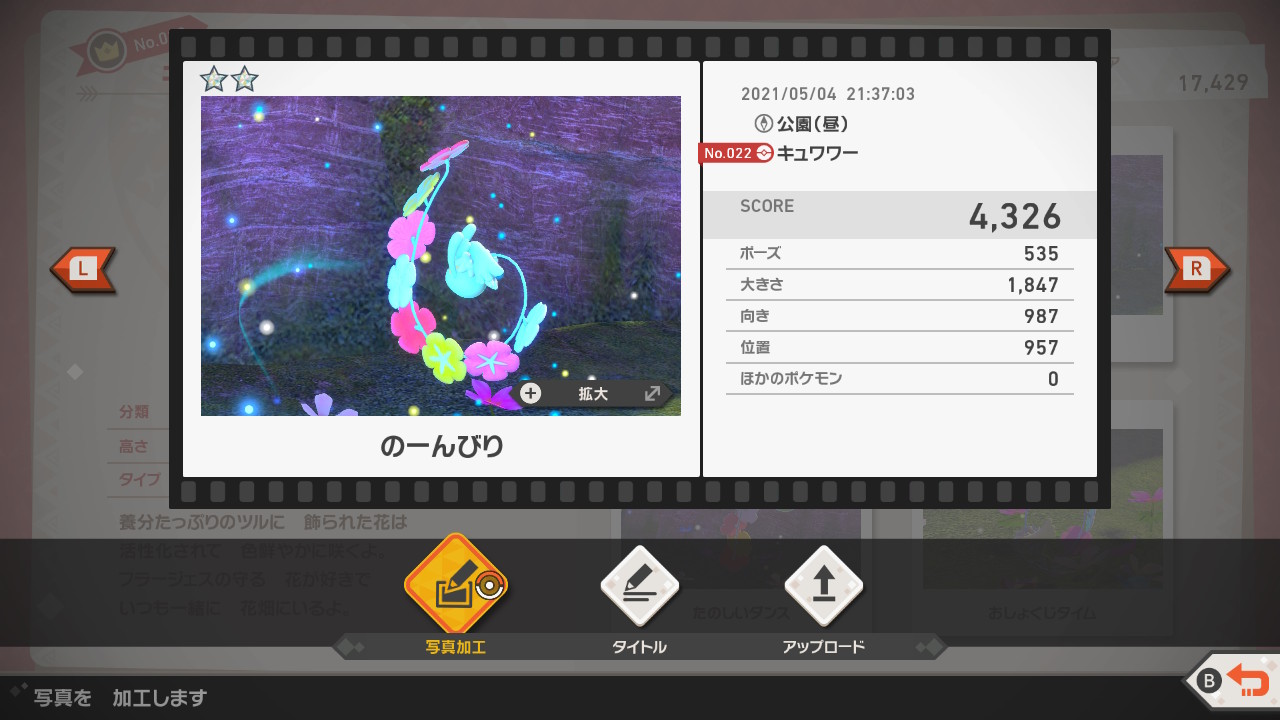 No.0
17,429
2021/05/04 21:37:03
公園(昼)
No.022 キュワワー
SCORE 4,326
ポーズ 535
大きさ 1,847
向き 987
位置 957
ほかのポケモン 0
L
R
+ 拡大
のーんびり
分類
高さ
タイプ
養分たっぷりのツルに 飾られた花は
活性化されて 色鮮やかに咲くよ。
フラージェスの守る 花が好きで
いつも一緒に 花畑にいるよ。
たのしいダンス
おしょくじタイム
写真加工
タイトル
アップロード
B
写真を 加工します